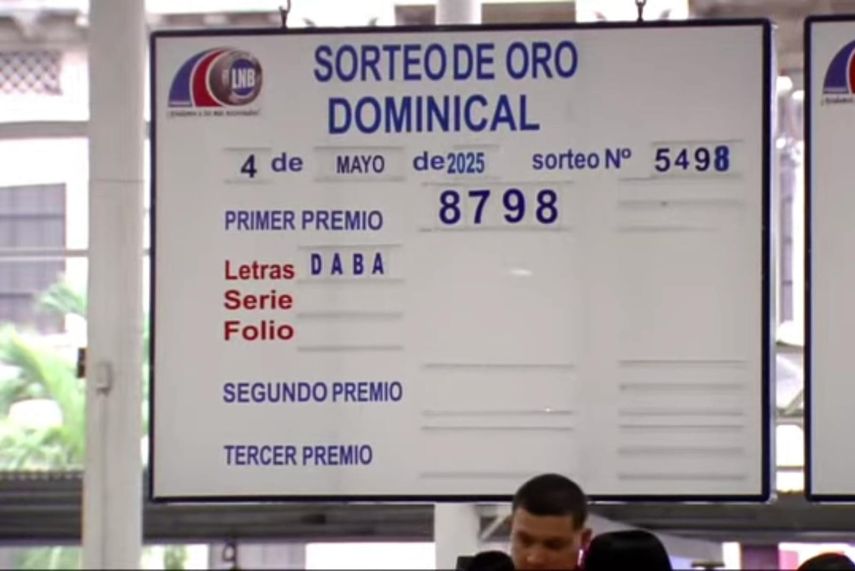 LNB
SORTEO DE ORO
DOMINICAL
4 de MAYO de 2025 sorteo Nº 5498
PRIMER PREMIO 8798
Letras DABA
Serie
Folio
SEGUNDO PREMIO
TERCER PREMIO